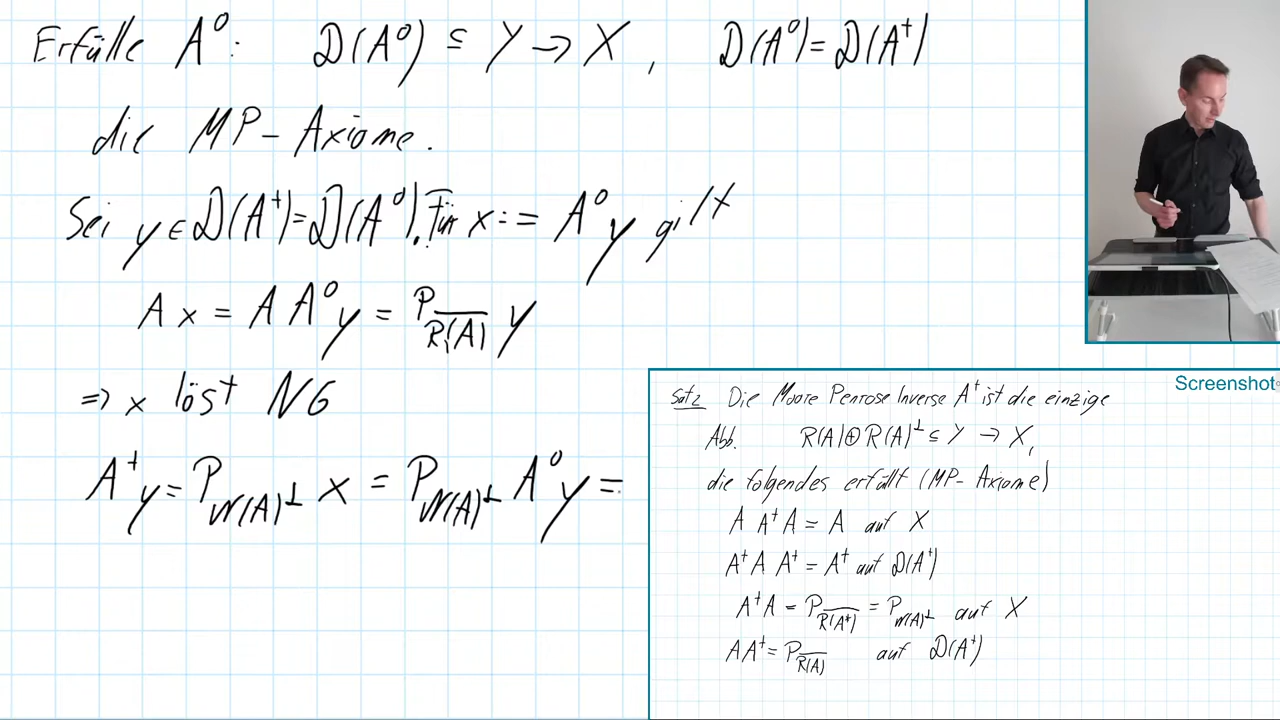 Erfülle A⁰: D(A⁰) ⊆ Y → X, D(A⁰) = D(A⁺)
die MP-Axiome.
Sei y ∈ D(A⁺) = D(A⁰). Für x := A⁰y gilt
A x = A A⁰ y = P_{\overline{R(A)}} y
⇒ x löst NG
A⁺y = P_{N(A)^⊥} x = P_{N(A)^⊥} A⁰y =
Screenshot
Satz Die Moore Penrose Inverse A⁺ ist die einzige
Abb. R(A) ⊕ R(A)^⊥ ⊆ Y → X,
die folgendes erfüllt (MP-Axiome)
A A⁺ A = A auf X
A⁺ A A⁺ = A⁺ auf D(A⁺)
A⁺A = P_{\overline{R(A*)}} = P_{N(A)^⊥} auf X
AA⁺ = P_{\overline{R(A)}} auf D(A⁺)